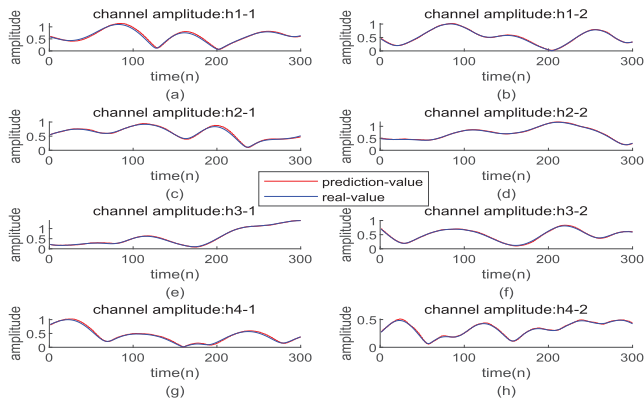 channel amplitude:h1-1
amplitude
1
0.5
0
0
100
200
300
time(n)
(a)
channel amplitude:h1-2
amplitude
1
0.5
0
0
100
200
300
time(n)
(b)
channel amplitude:h2-1
amplitude
1
0.5
0
100
200
300
time(n)
(c)
channel amplitude:h2-2
amplitude
1
0.5
0
100
200
300
time(n)
(d)
prediction-value
real-value
channel amplitude:h3-1
amplitude
1
0.5
0
100
200
300
time(n)
(e)
channel amplitude:h3-2
amplitude
1
0.5
0
100
200
300
time(n)
(f)
channel amplitude:h4-1
amplitude
1
0.5
0
0
100
200
300
time(n)
(g)
channel amplitude:h4-2
amplitude
0.5
0
0
100
200
300
time(n)
(h)